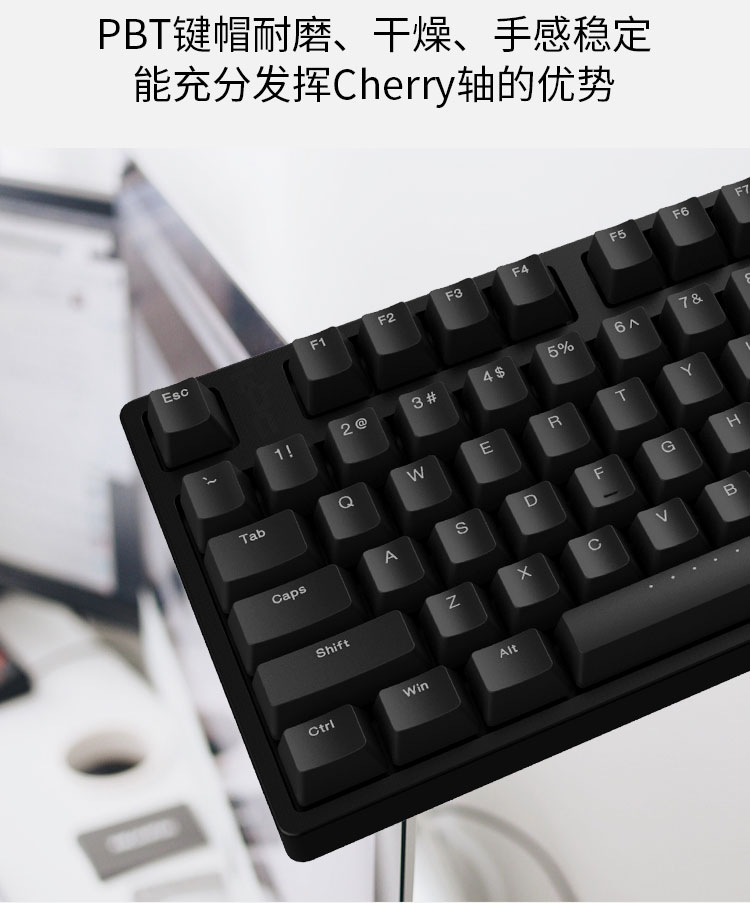 PBT键帽耐磨、干燥、手感稳定
能充分发挥Cherry轴的优势
Esc F1 F2 F3 F4 F5 F6 F7
~ 1! 2@ 3# 4$ 5% 6^ 7&
Tab Q W E R T Y
Caps A S D F G H
Shift Z X C V B
Ctrl Win Alt